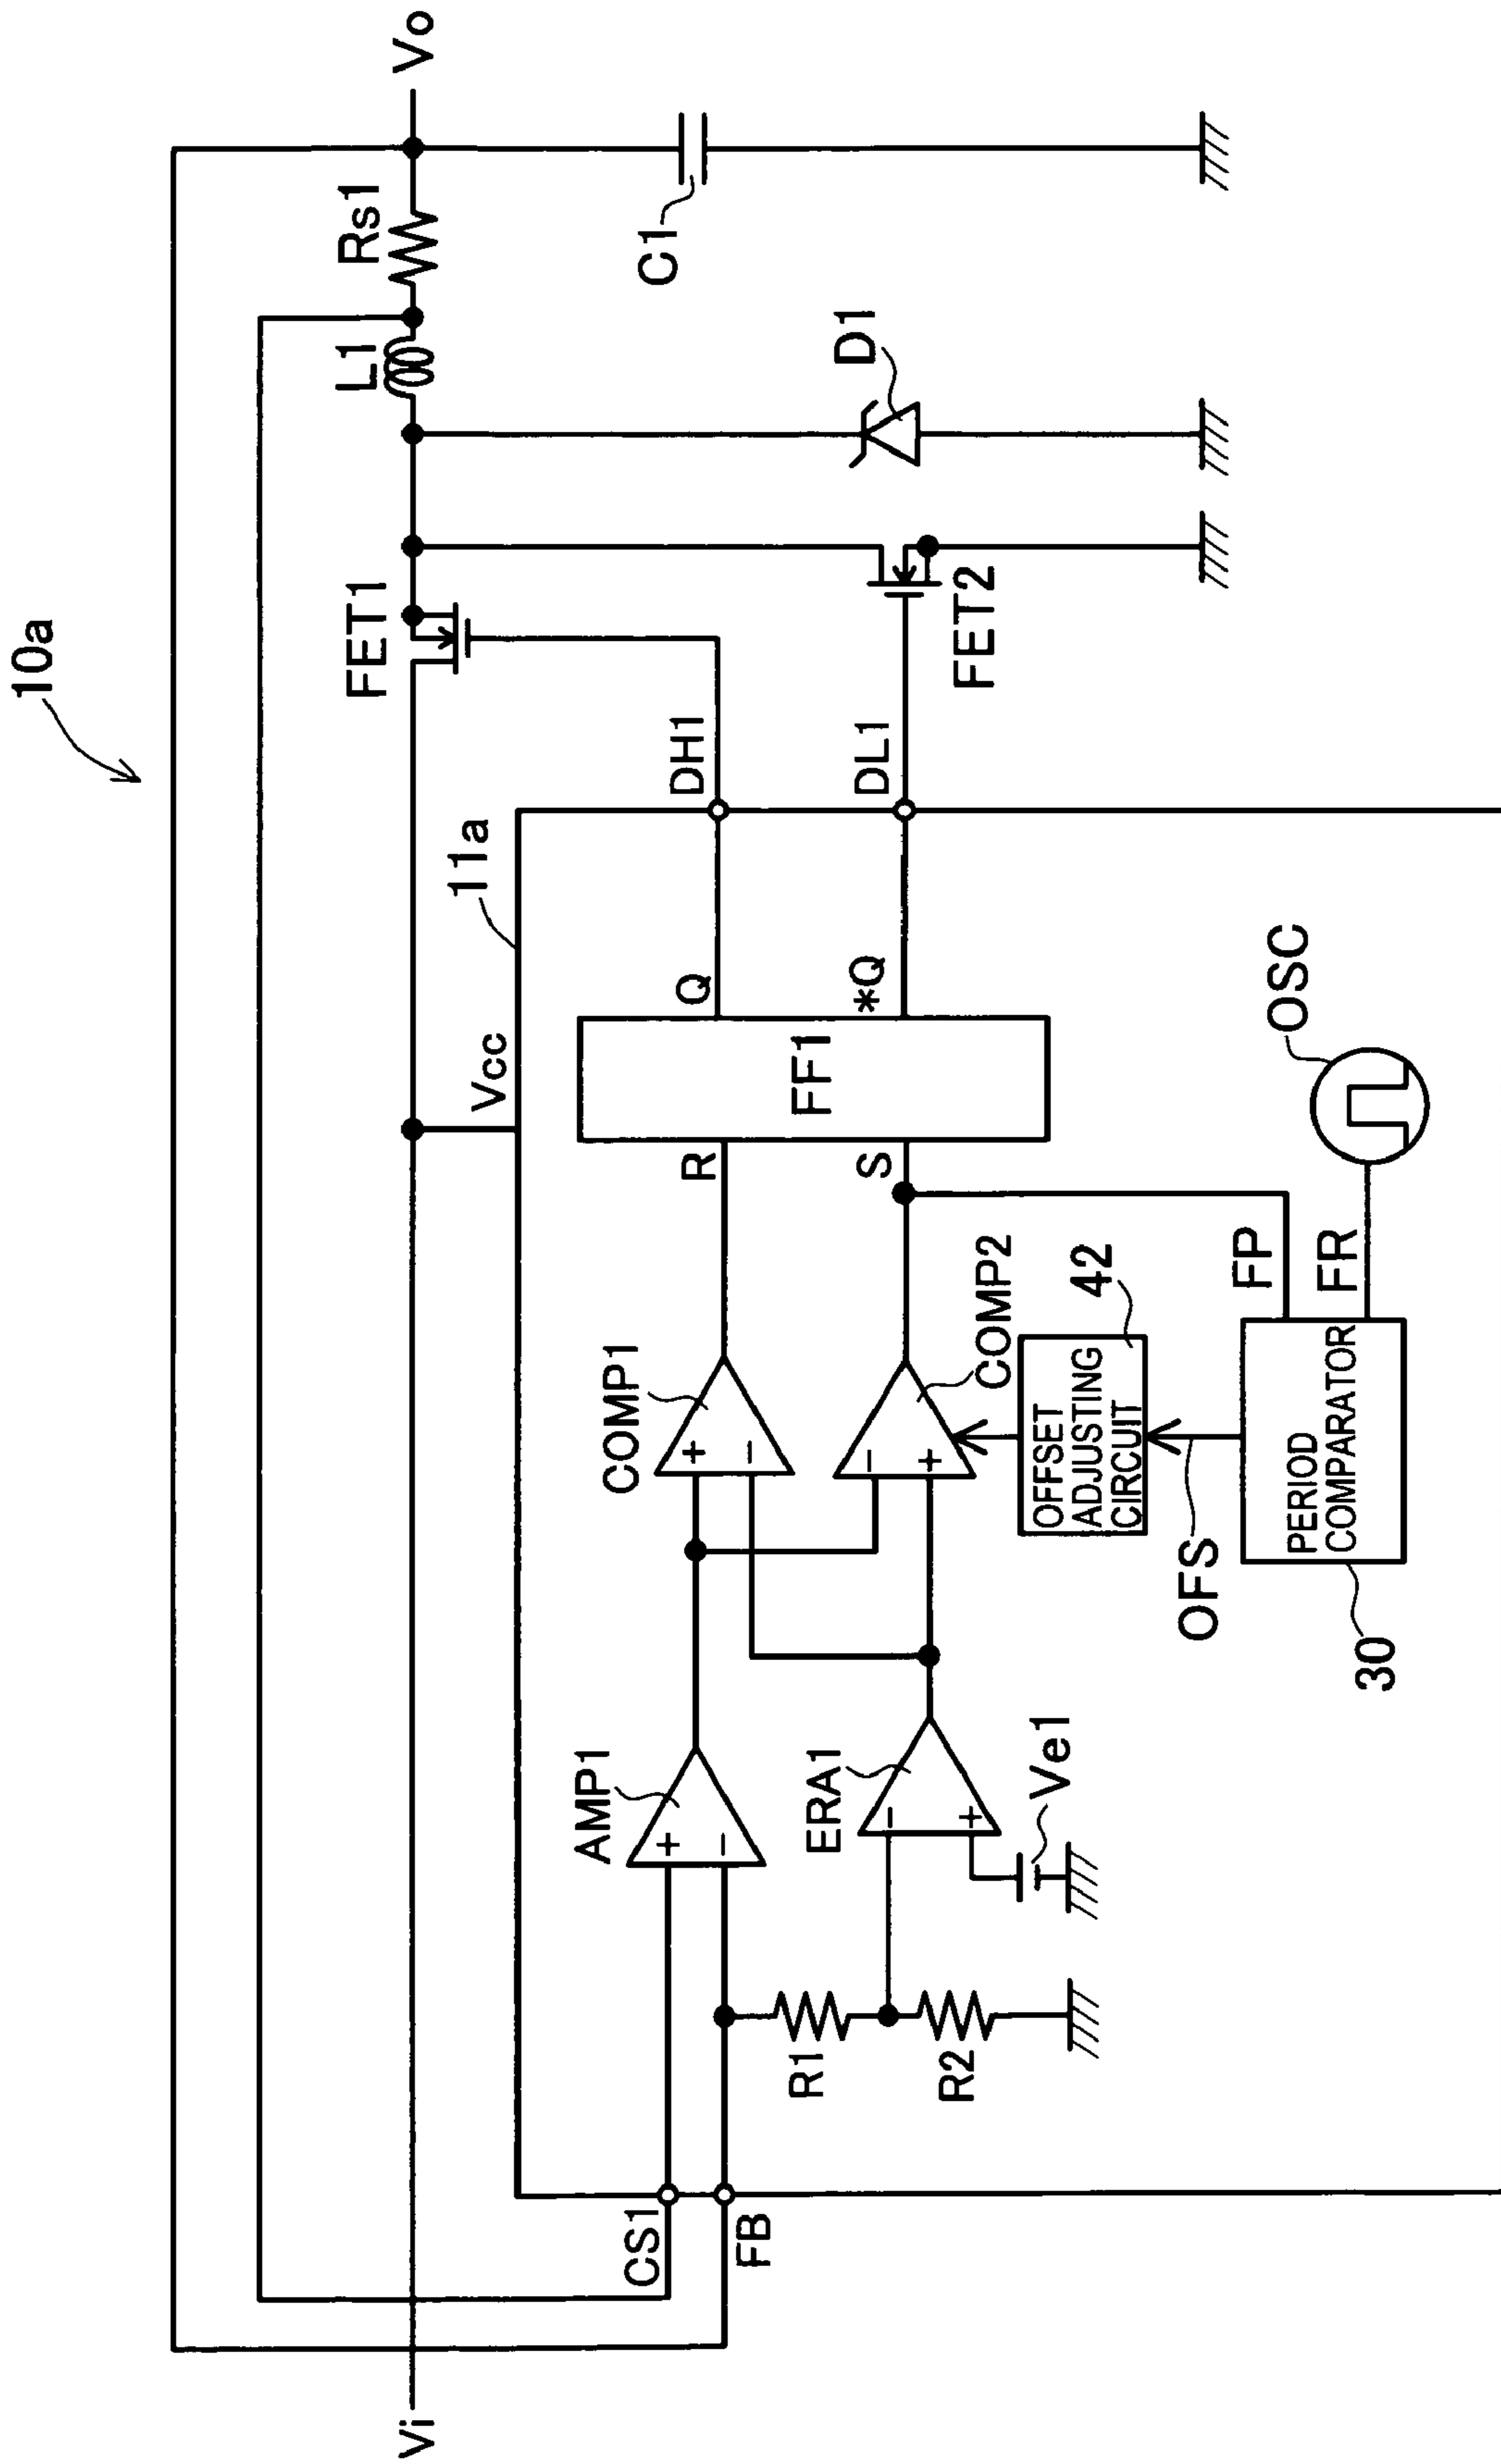 10a
Vi
Vo
FET1
L1
Rs1
Vcc
11a
CS1
FB
AMP1
COMP1
R
Q
DH1
C1
R1
ERA1
S
FF1
*Q
DL1
D1
R2
Ve1
COMP2
FET2
OFFSET
ADJUSTING
CIRCUIT
42
OFS
FP
PERIOD
COMPARATOR
FR
OSC
30
+
−
+
−
−
+
−
+